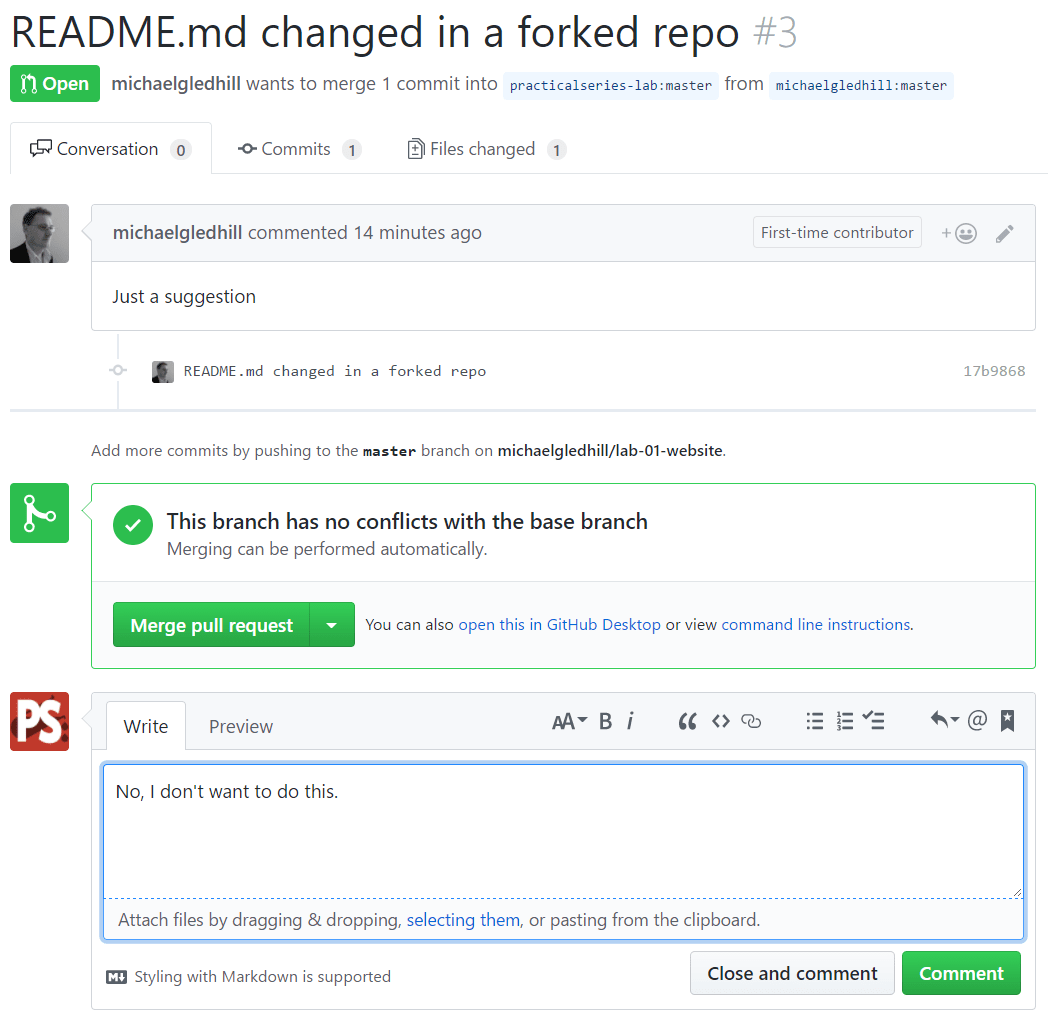 README.md changed in a forked repo #3
Open michaelgledhill wants to merge 1 commit into practicalseries-lab:master from michaelgledhill:master
Conversation 0 Commits 1 Files changed 1
michaelgledhill commented 14 minutes ago First-time contributor +
Just a suggestion
README.md changed in a forked repo 17b9868
Add more commits by pushing to the master branch on michaelgledhill/lab-01-website.
This branch has no conflicts with the base branch
Merging can be performed automatically.
Merge pull request You can also open this in GitHub Desktop or view command line instructions.
PS
Write Preview AA B i
No, I don't want to do this.
Attach files by dragging & dropping, selecting them, or pasting from the clipboard.
Styling with Markdown is supported Close and comment Comment